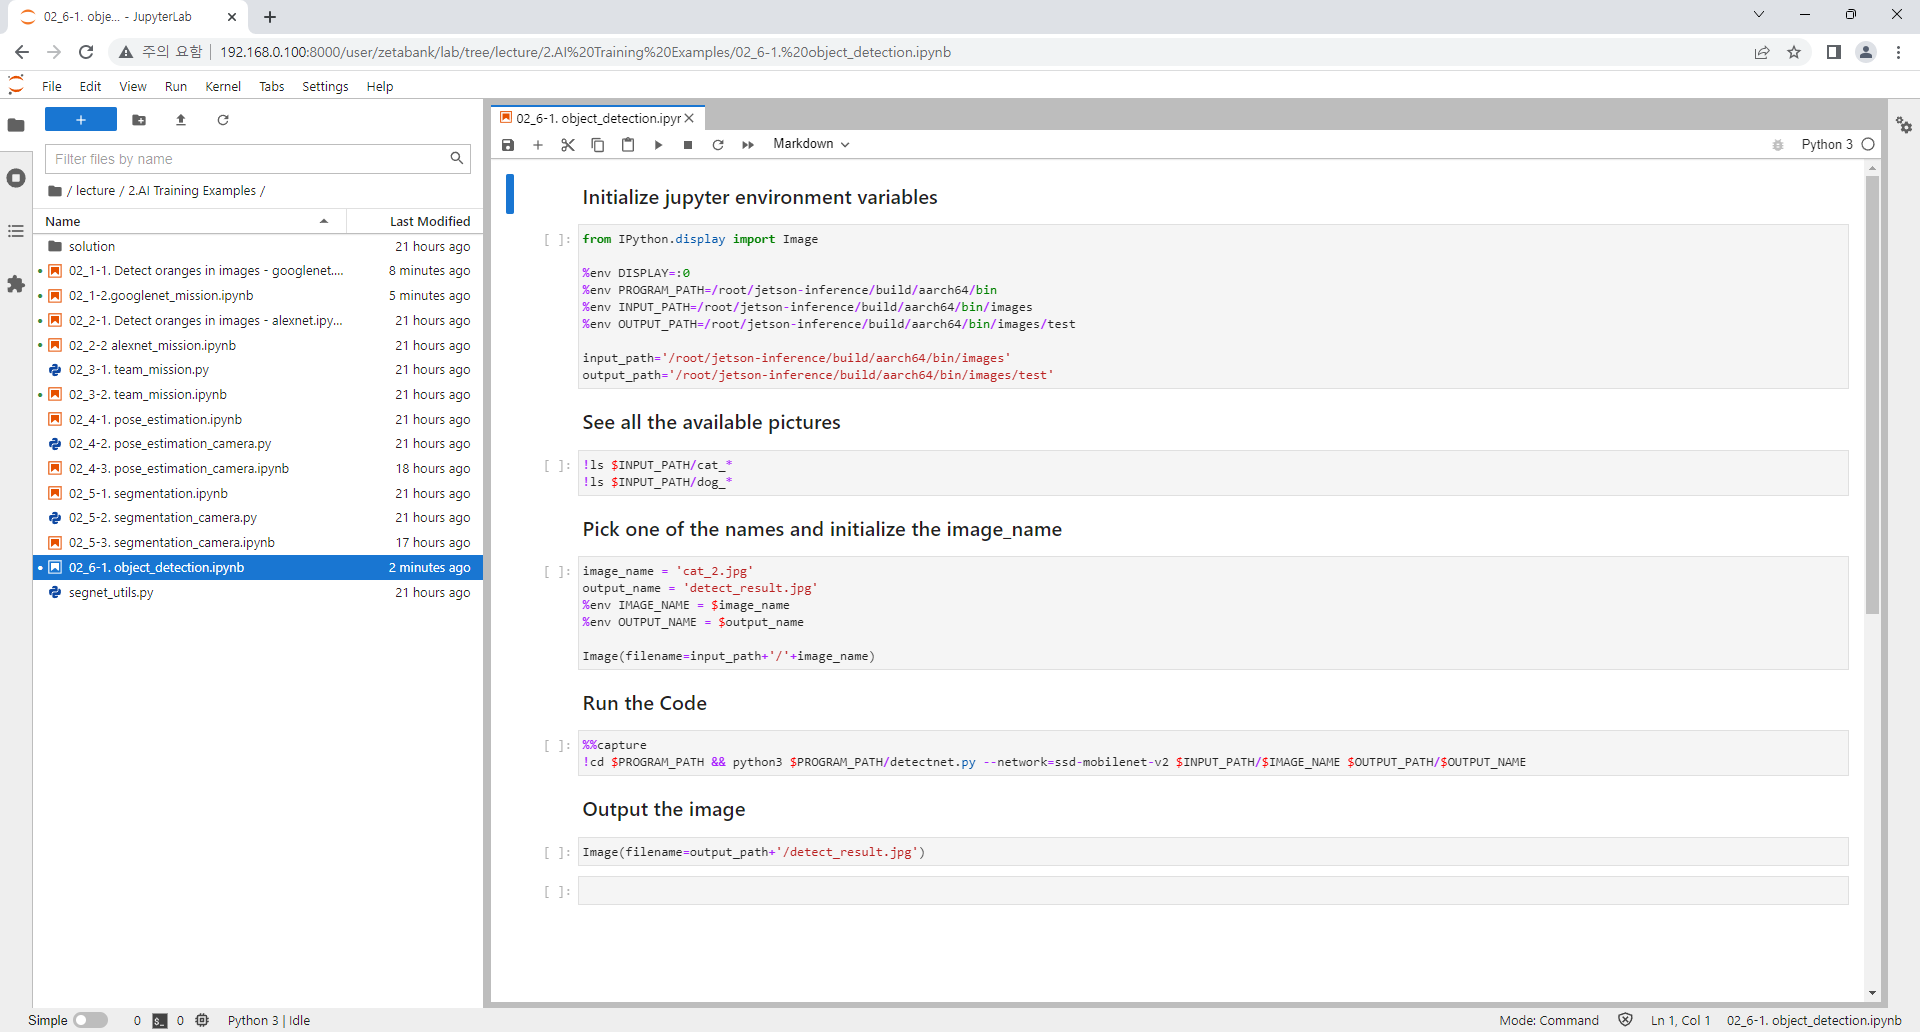 02_6-1. obje... - JupyterLab
주의 요함
192.168.0.100:8000/user/zetabank/lab/tree/lecture/2.AI%20Training%20Examples/02_6-1.%20object_detection.ipynb
File Edit View Run Kernel Tabs Settings Help
+
Filter files by name
/ lecture / 2.AI Training Examples /
Name Last Modified
solution 21 hours ago
02_1-1. Detect oranges in images - googlenet.... 8 minutes ago
02_1-2.googlenet_mission.ipynb 5 minutes ago
02_2-1. Detect oranges in images - alexnet.ipy... 21 hours ago
02_2-2 alexnet_mission.ipynb 21 hours ago
02_3-1. team_mission.py 21 hours ago
02_3-2. team_mission.ipynb 21 hours ago
02_4-1. pose_estimation.ipynb 21 hours ago
02_4-2. pose_estimation_camera.py 21 hours ago
02_4-3. pose_estimation_camera.ipynb 18 hours ago
02_5-1. segmentation.ipynb 21 hours ago
02_5-2. segmentation_camera.py 21 hours ago
02_5-3. segmentation_camera.ipynb 17 hours ago
02_6-1. object_detection.ipynb 2 minutes ago
segnet_utils.py 21 hours ago
02_6-1. object_detection.ipyr
Markdown
Python 3
Initialize jupyter environment variables
[ ]: from IPython.display import Image
%env DISPLAY=:0
%env PROGRAM_PATH=/root/jetson-inference/build/aarch64/bin
%env INPUT_PATH=/root/jetson-inference/build/aarch64/bin/images
%env OUTPUT_PATH=/root/jetson-inference/build/aarch64/bin/images/test
input_path='/root/jetson-inference/build/aarch64/bin/images'
output_path='/root/jetson-inference/build/aarch64/bin/images/test'
See all the available pictures
[ ]: !ls $INPUT_PATH/cat_*
!ls $INPUT_PATH/dog_*
Pick one of the names and initialize the image_name
[ ]: image_name = 'cat_2.jpg'
output_name = 'detect_result.jpg'
%env IMAGE_NAME = $image_name
%env OUTPUT_NAME = $output_name
Image(filename=input_path+'/'+image_name)
Run the Code
[ ]: %%capture
!cd $PROGRAM_PATH && python3 $PROGRAM_PATH/detectnet.py --network=ssd-mobilenet-v2 $INPUT_PATH/$IMAGE_NAME $OUTPUT_PATH/$OUTPUT_NAME
Output the image
[ ]: Image(filename=output_path+'/detect_result.jpg')
[ ]:
Simple 0 $_ 0 Python 3 | Idle
Mode: Command Ln 1, Col 1 02_6-1. object_detection.ipynb